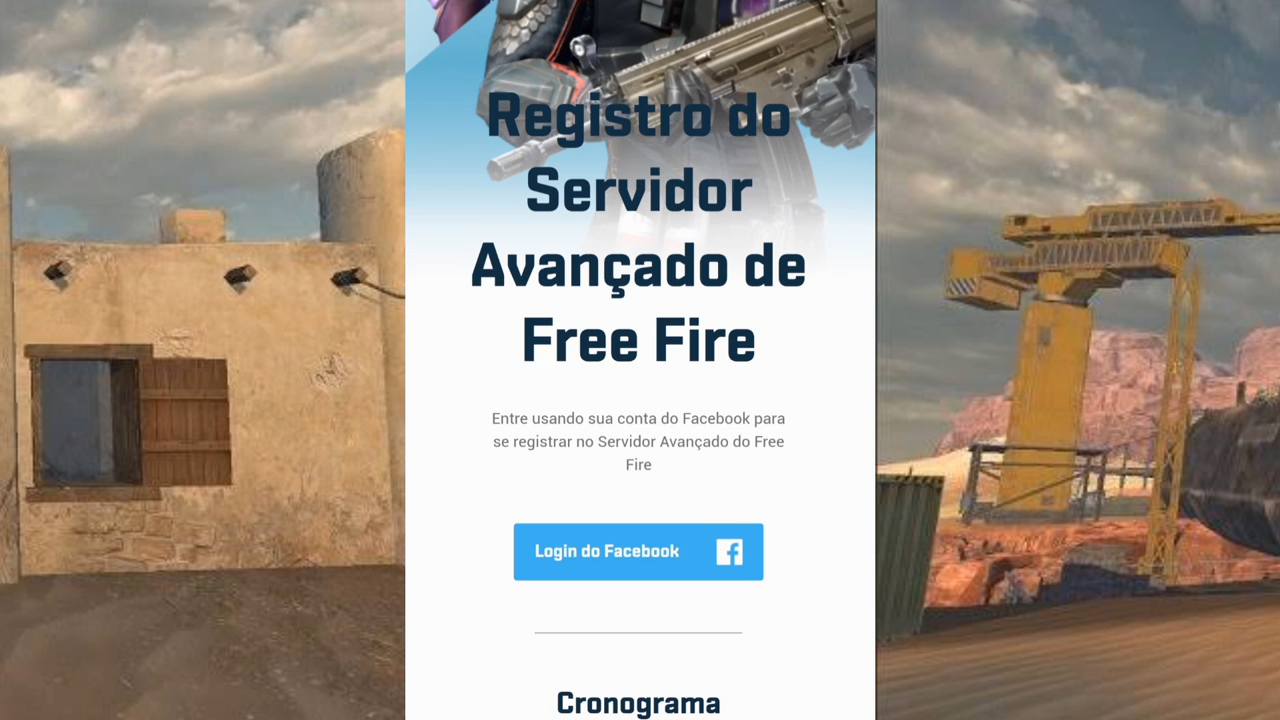 Registro do
Servidor
Avançado de
Free Fire
Entre usando sua conta do Facebook para
se registrar no Servidor Avançado do Free
Fire
Login do Facebook
Cronograma